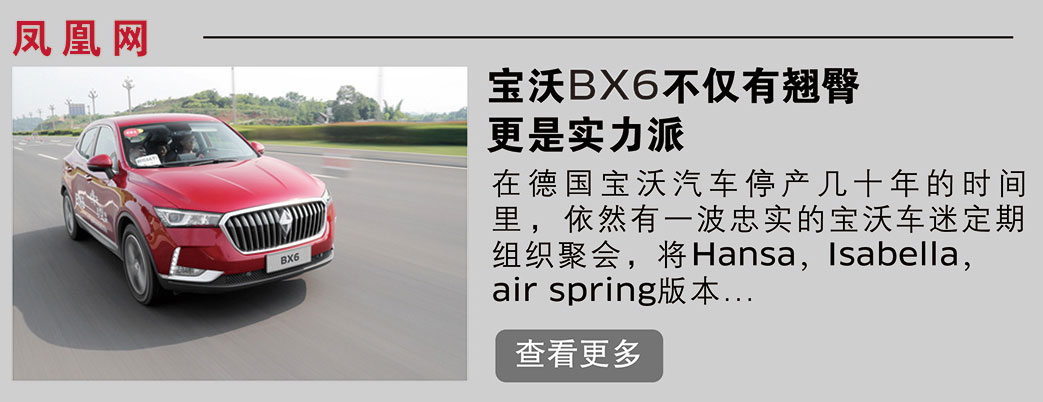 凤凰网
宝沃BX6不仅有翘臀
更是实力派
在德国宝沃汽车停产几十年的时间
里，依然有一波忠实的宝沃车迷定期
组织聚会，将Hansa，Isabella，
air spring版本...
查看更多
BX6